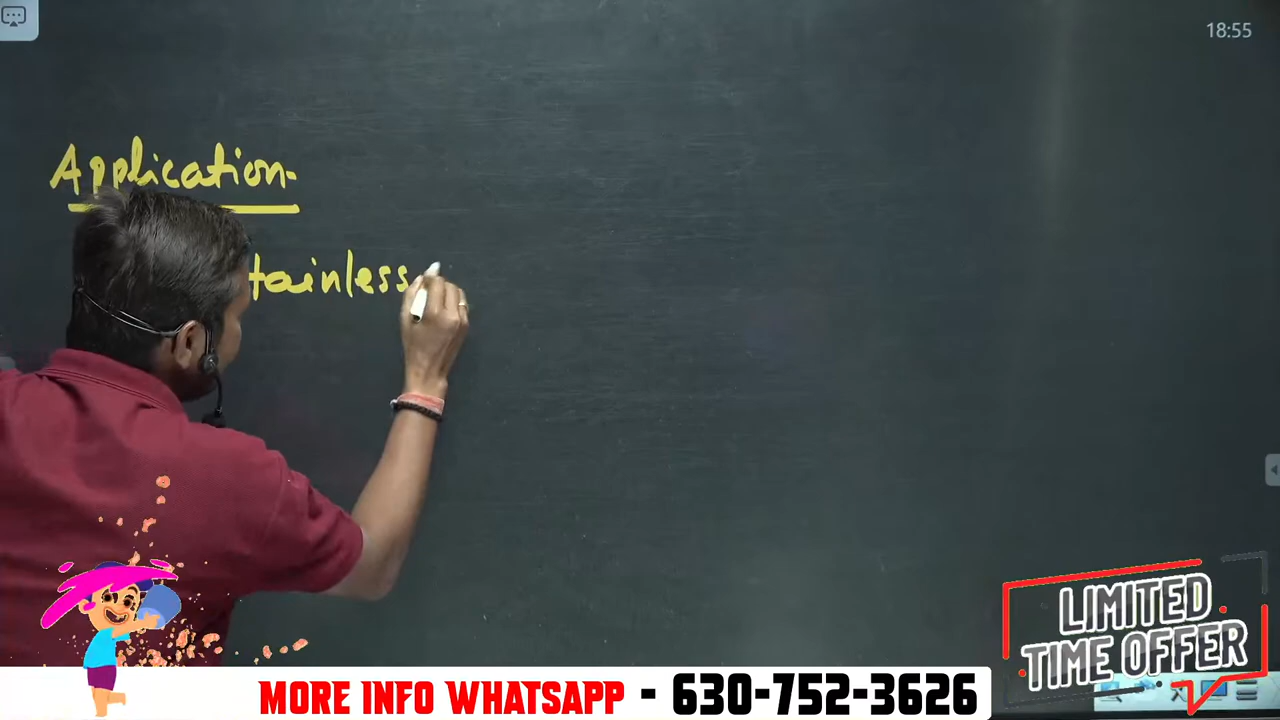 18:55
Application-
tainless
LIMITED
TIME OFFER
MORE INFO WHATSAPP - 630-752-3626